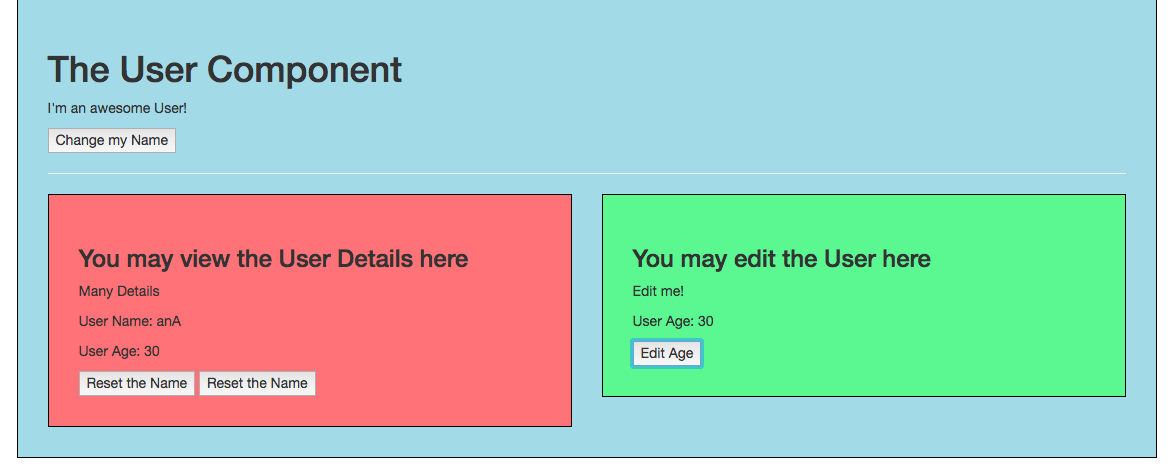 The User Component
I'm an awesome User!
Change my Name
You may view the User Details here
Many Details
User Name: anA
User Age: 30
Reset the Name Reset the Name
You may edit the User here
Edit me!
User Age: 30
Edit Age